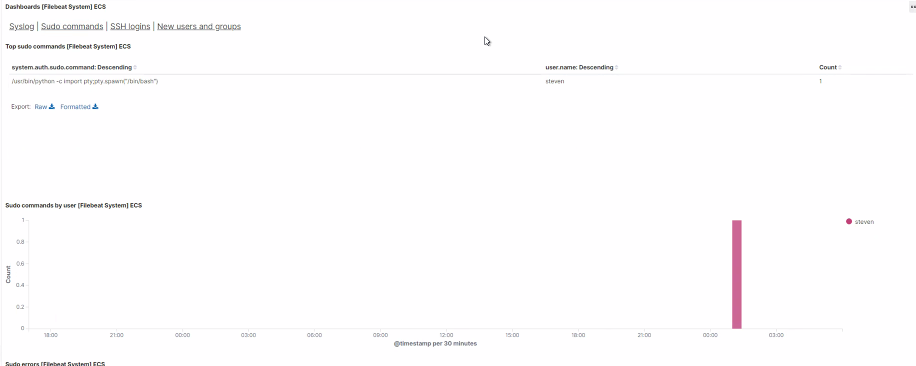 Dashboards [Filebeat System] ECS
Syslog | Sudo commands | SSH logins | New users and groups
Top sudo commands [Filebeat System] ECS
system.auth.sudo.command: Descending user.name: Descending Count
/usr/bin/python -c import pty;pty.spawn("/bin/bash") steven 1
Export: Raw Formatted
Sudo commands by user [Filebeat System] ECS
1
0.8
0.6
0.4
0.2
0
Count
steven
18:00 21:00 00:00 03:00 06:00 09:00 12:00 15:00 18:00 21:00 00:00 03:00
@timestamp per 30 minutes
Sudo errors [Filebeat System] ECS